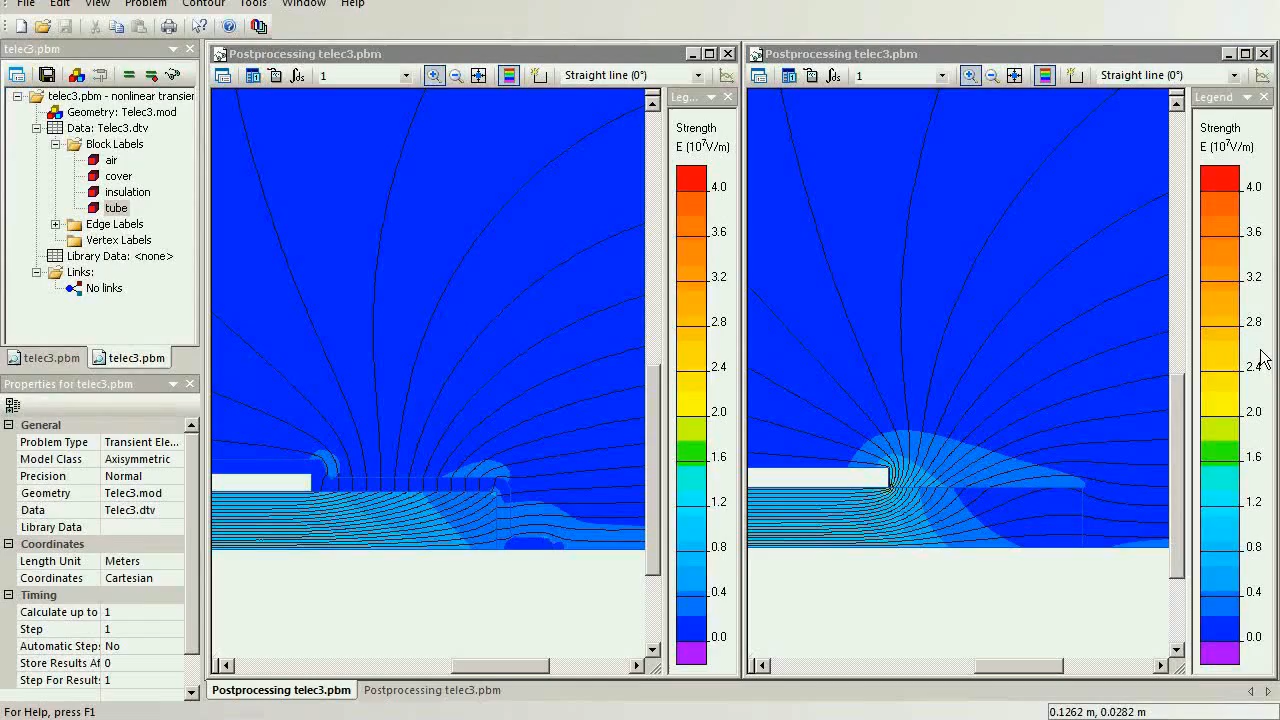 File Edit View Problem Contour Tools Window Help
telec3.pbm
telec3.pbm - nonlinear transier
Geometry: Telec3.mod
Data: Telec3.dtv
Block Labels
air
cover
insulation
tube
Edge Labels
Vertex Labels
Library Data: <none>
Links:
No links
telec3.pbm telec3.pbm
Properties for telec3.pbm
General
Problem Type Transient Ele...
Model Class Axisymmetric
Precision Normal
Geometry Telec3.mod
Data Telec3.dtv
Library Data
Coordinates
Length Unit Meters
Coordinates Cartesian
Timing
Calculate up to 1
Step 1
Automatic Step: No
Store Results Af 0
Step For Results 1
Postprocessing telec3.pbm
1 Straight line (0°)
Leg...
Strength
E (10⁷V/m)
4.0
3.6
3.2
2.8
2.4
2.0
1.6
1.2
0.8
0.4
0.0
Postprocessing telec3.pbm
1 Straight line (0°)
Legend
Strength
E (10⁷V/m)
4.0
3.6
3.2
2.8
2.4
2.0
1.6
1.2
0.8
0.4
0.0
Postprocessing telec3.pbm Postprocessing telec3.pbm
For Help, press F1
0.1262 m, 0.0282 m